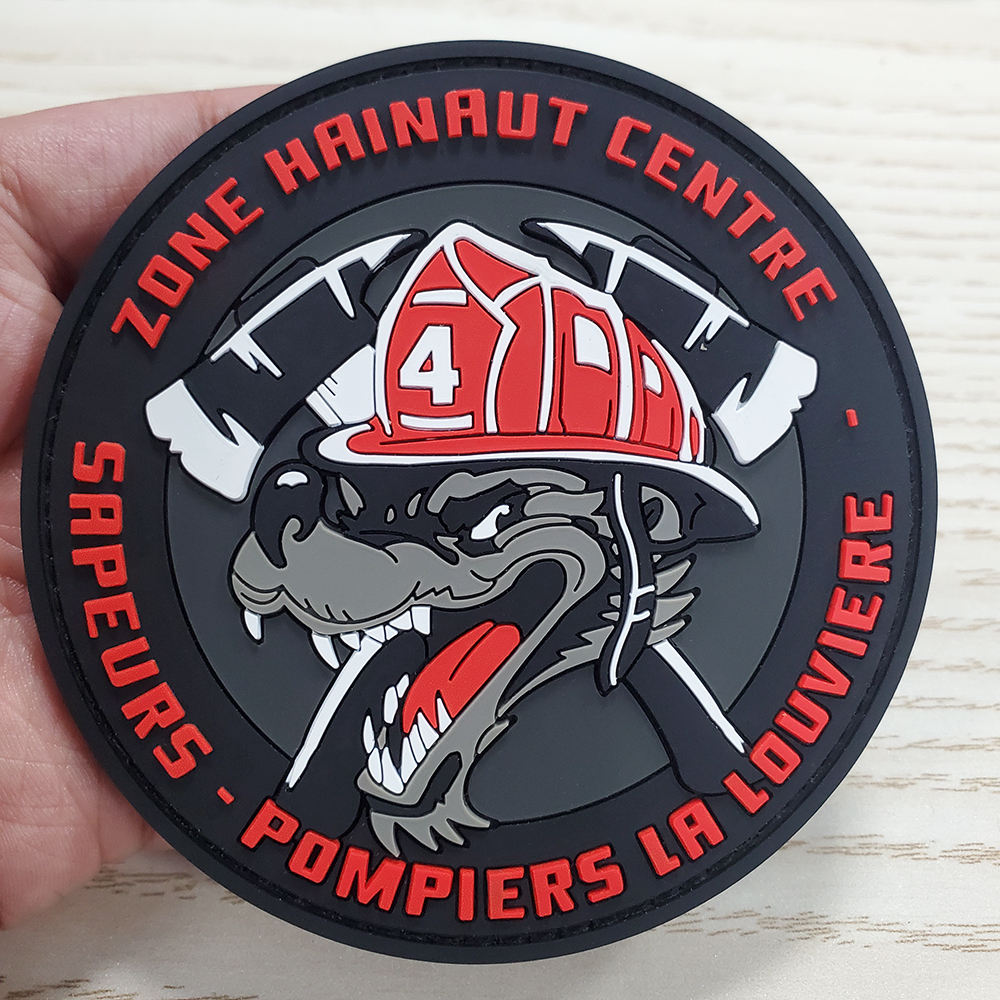 ZONE HAINAUT CENTRE -
SAPEURS - POMPIERS LA LOUVIERE
4